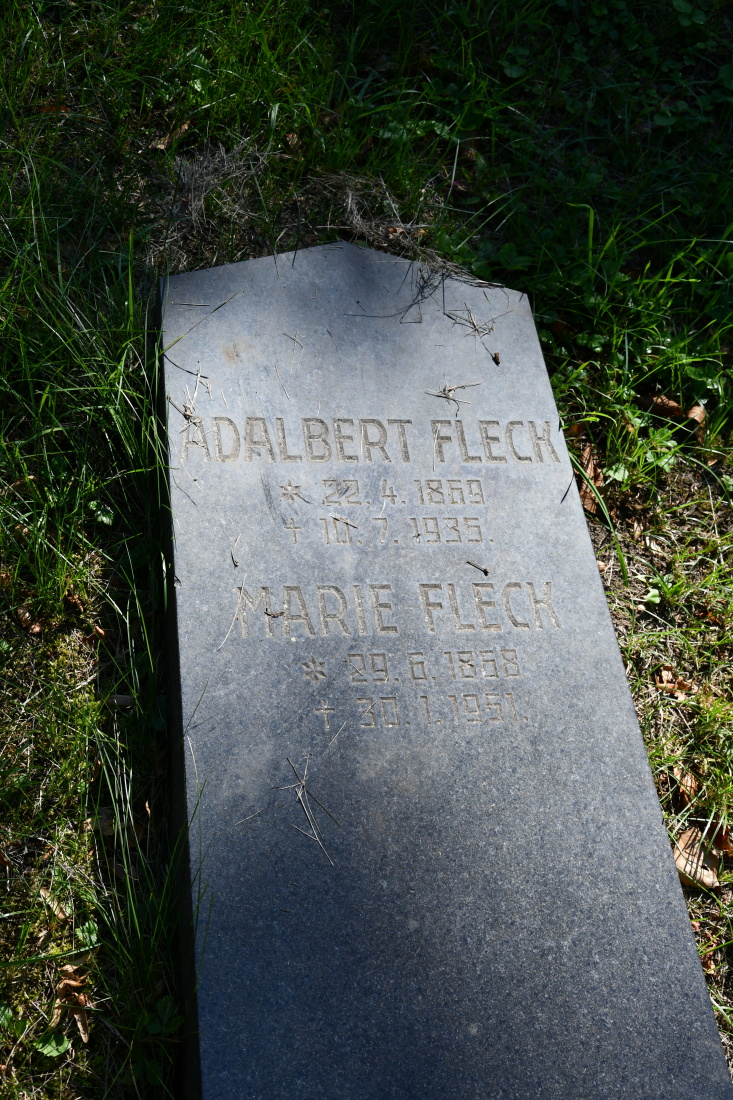 ADALBERT FLECK
* 22.4.1869
† 10.7.1935.
MARIE FLECK
* 29.6.1868
† 30.1.1951.